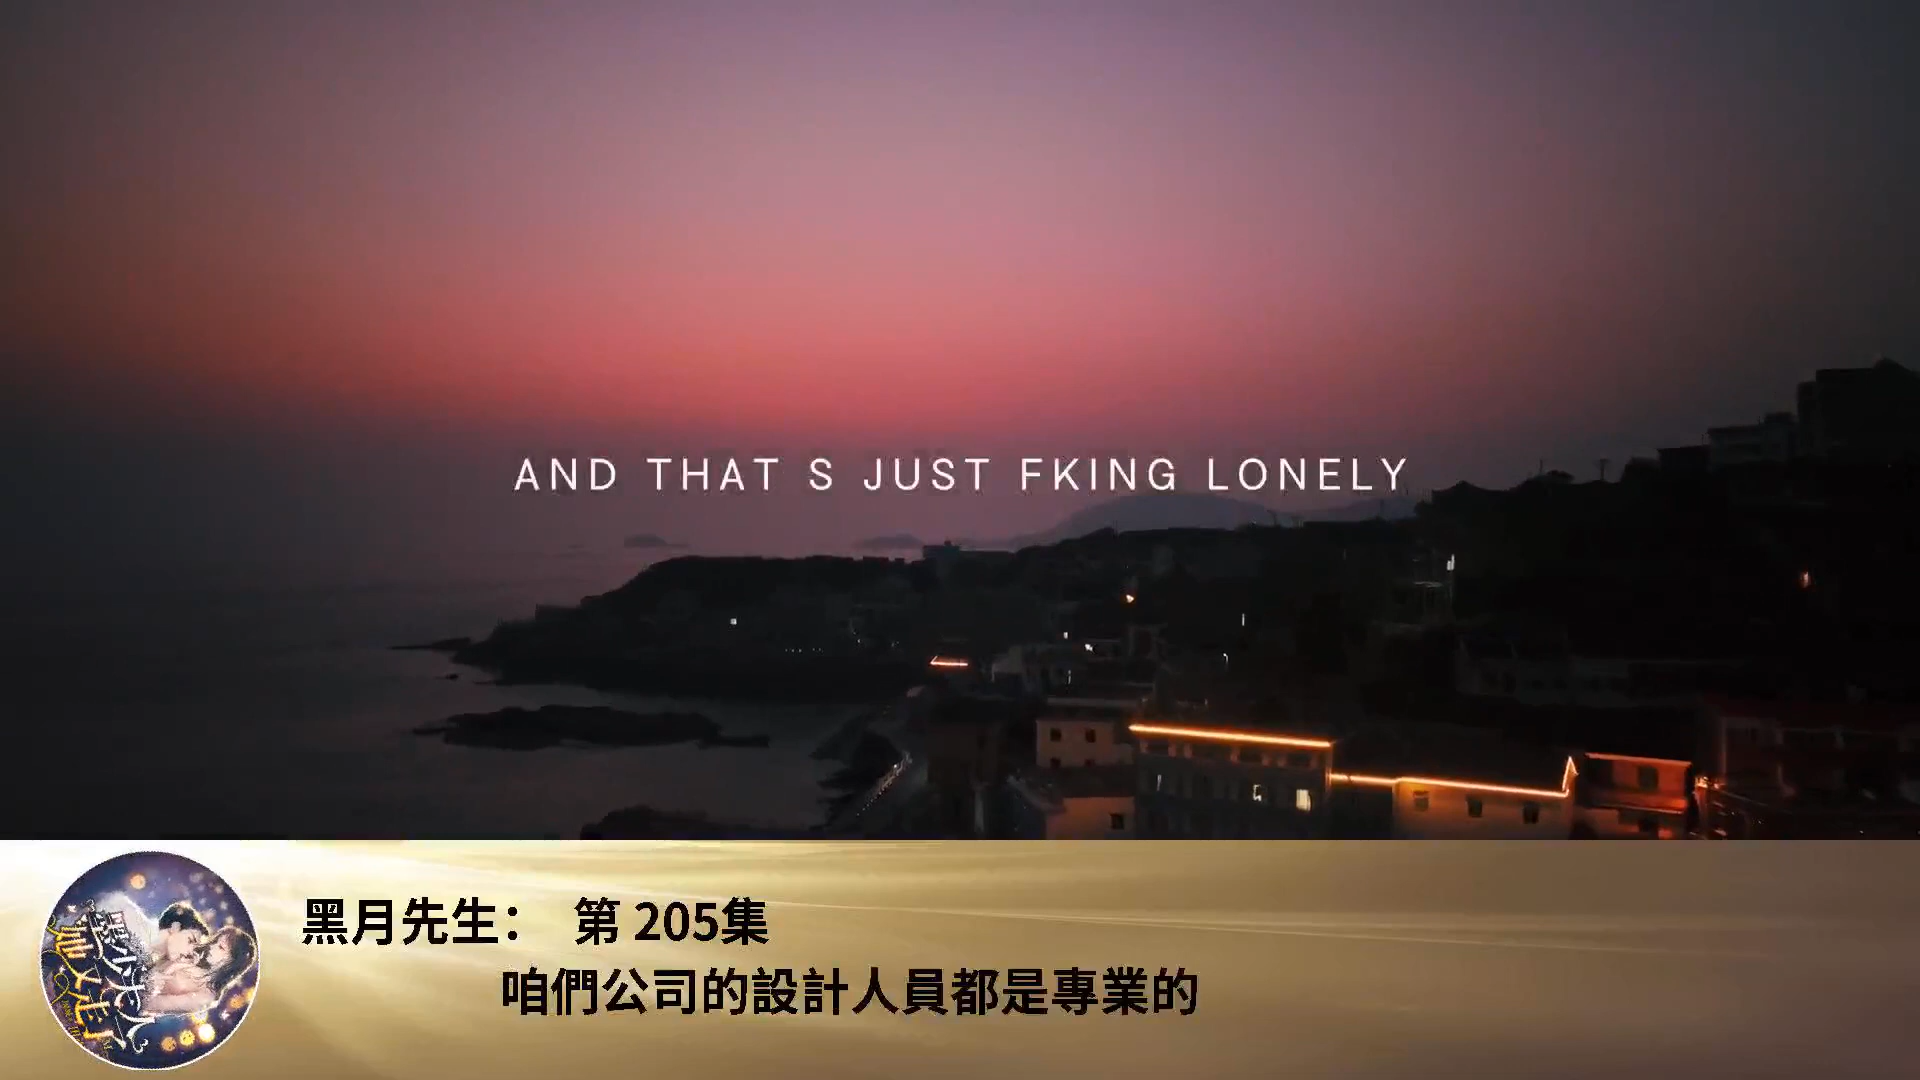 AND THAT S JUST FKING LONELY
黑月先生： 第 205集
咱們公司的設計人員都是專業的